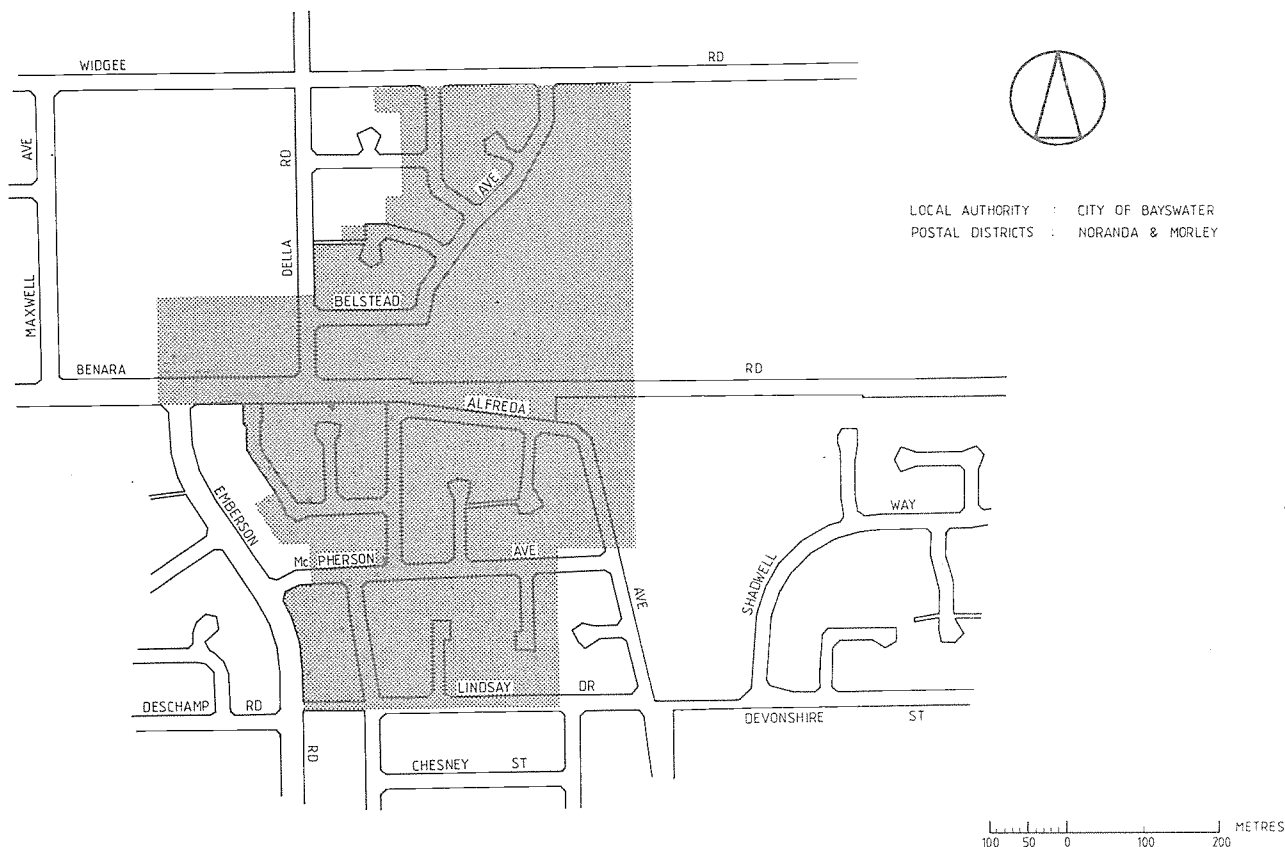 WIDGEE RD
AVE
RD
AVE
LOCAL AUTHORITY : CITY OF BAYSWATER
POSTAL DISTRICTS : NORANDA & MORLEY
DELLA
MAXWELL
BELSTEAD
BENARA RD
ALFREDA
EMBERSON
WAY
Mc PHERSON AVE
SHADWELL
AVE
LINDSAY DR
DESCHAMP RD
DEVONSHIRE ST
RD
CHESNEY ST
METRES
100 50 0 100 200